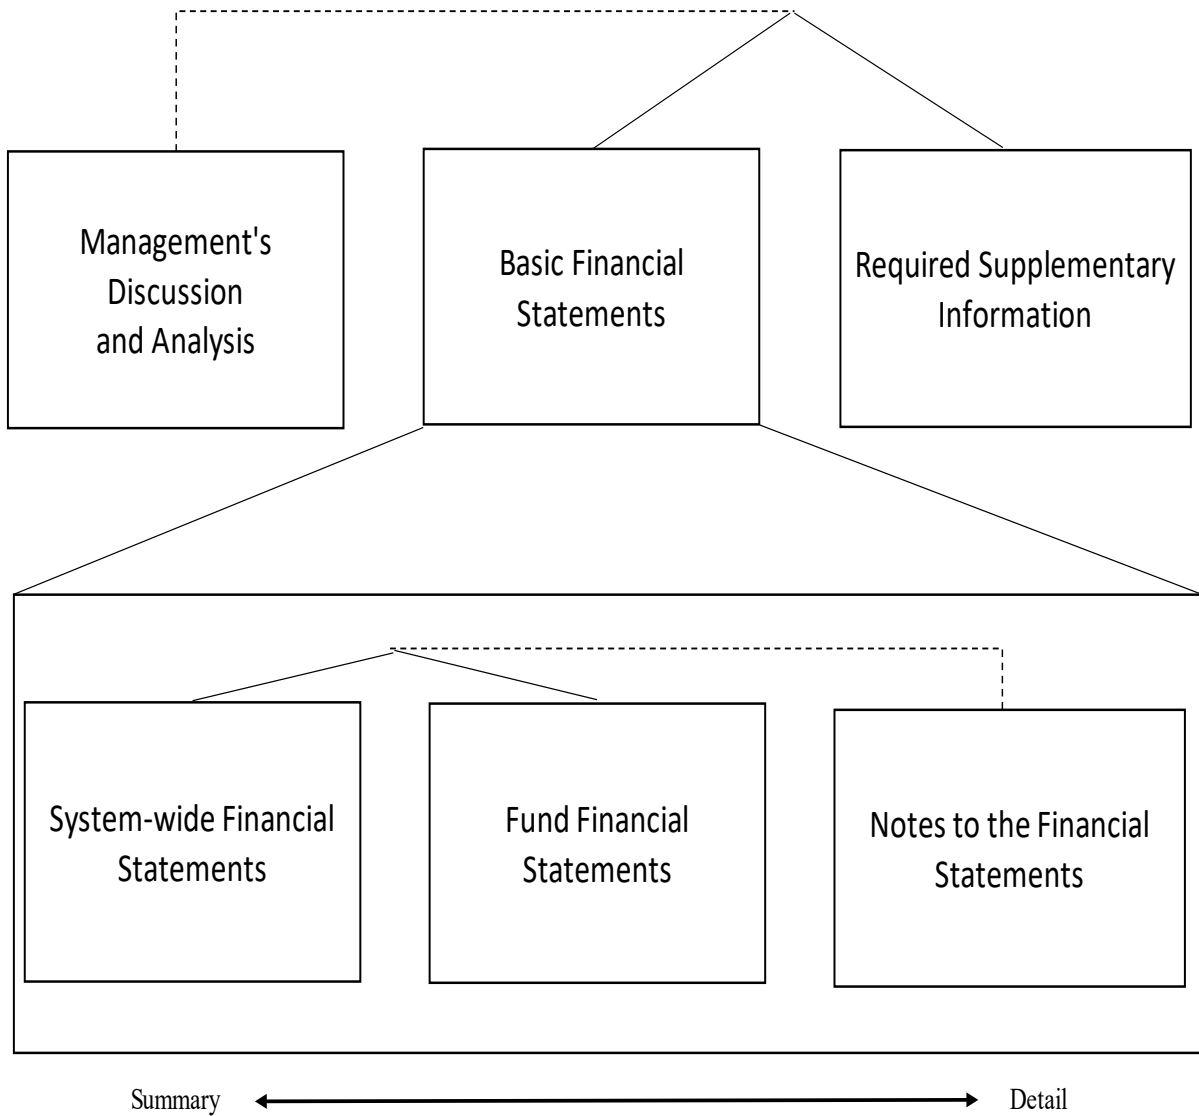 Management's
Discussion
and Analysis
Basic Financial
Statements
Required Supplementary
Information
System-wide Financial
Statements
Fund Financial
Statements
Notes to the Financial
Statements
Summary
Detail